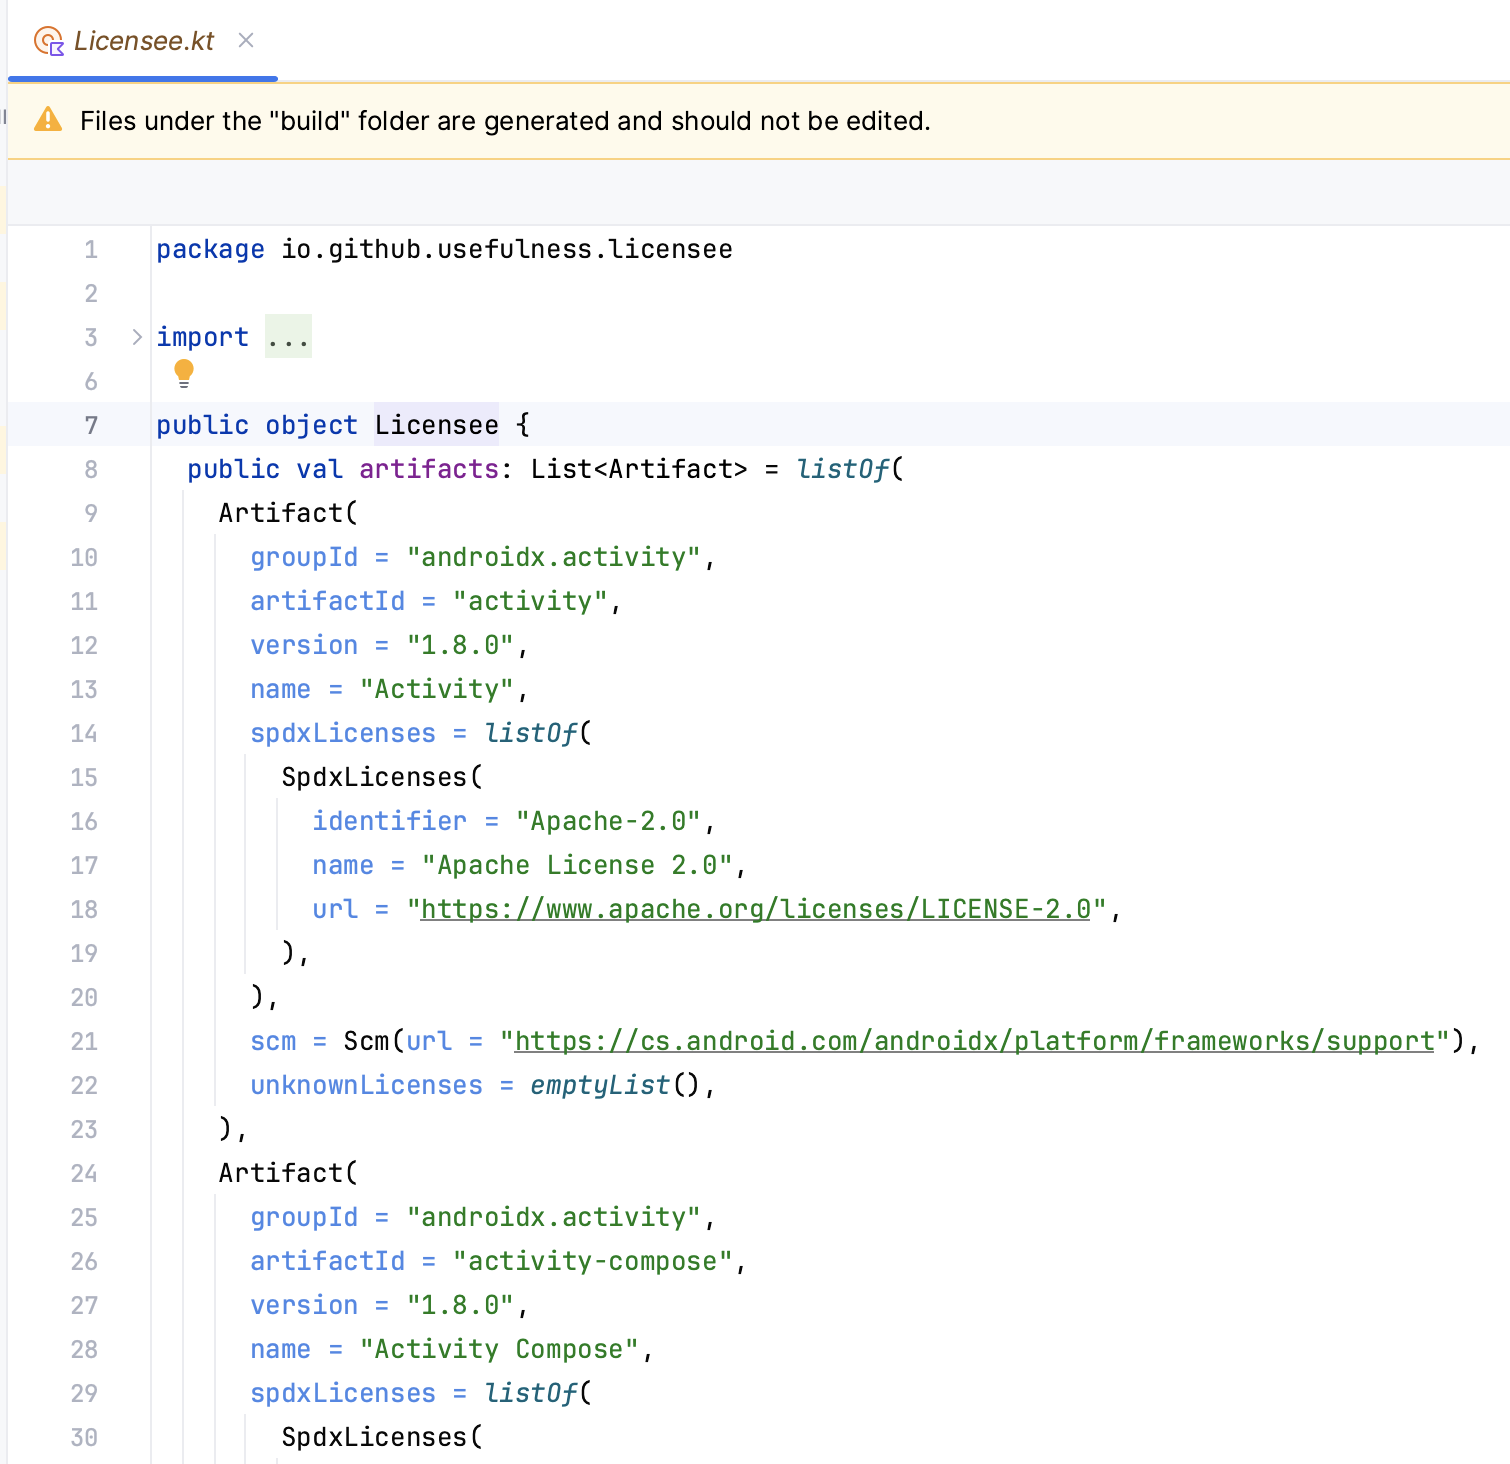 Licensee.kt
Files under the "build" folder are generated and should not be edited.
1 package io.github.usefulness.licensee
2
3 import ...
6
7 public object Licensee {
8 public val artifacts: List<Artifact> = listOf(
9 Artifact(
10 groupId = "androidx.activity",
11 artifactId = "activity",
12 version = "1.8.0",
13 name = "Activity",
14 spdxLicenses = listOf(
15 SpdxLicenses(
16 identifier = "Apache-2.0",
17 name = "Apache License 2.0",
18 url = "https://www.apache.org/licenses/LICENSE-2.0",
19 ),
20 ),
21 scm = Scm(url = "https://cs.android.com/androidx/platform/frameworks/support"),
22 unknownLicenses = emptyList(),
23 ),
24 Artifact(
25 groupId = "androidx.activity",
26 artifactId = "activity-compose",
27 version = "1.8.0",
28 name = "Activity Compose",
29 spdxLicenses = listOf(
30 SpdxLicenses(